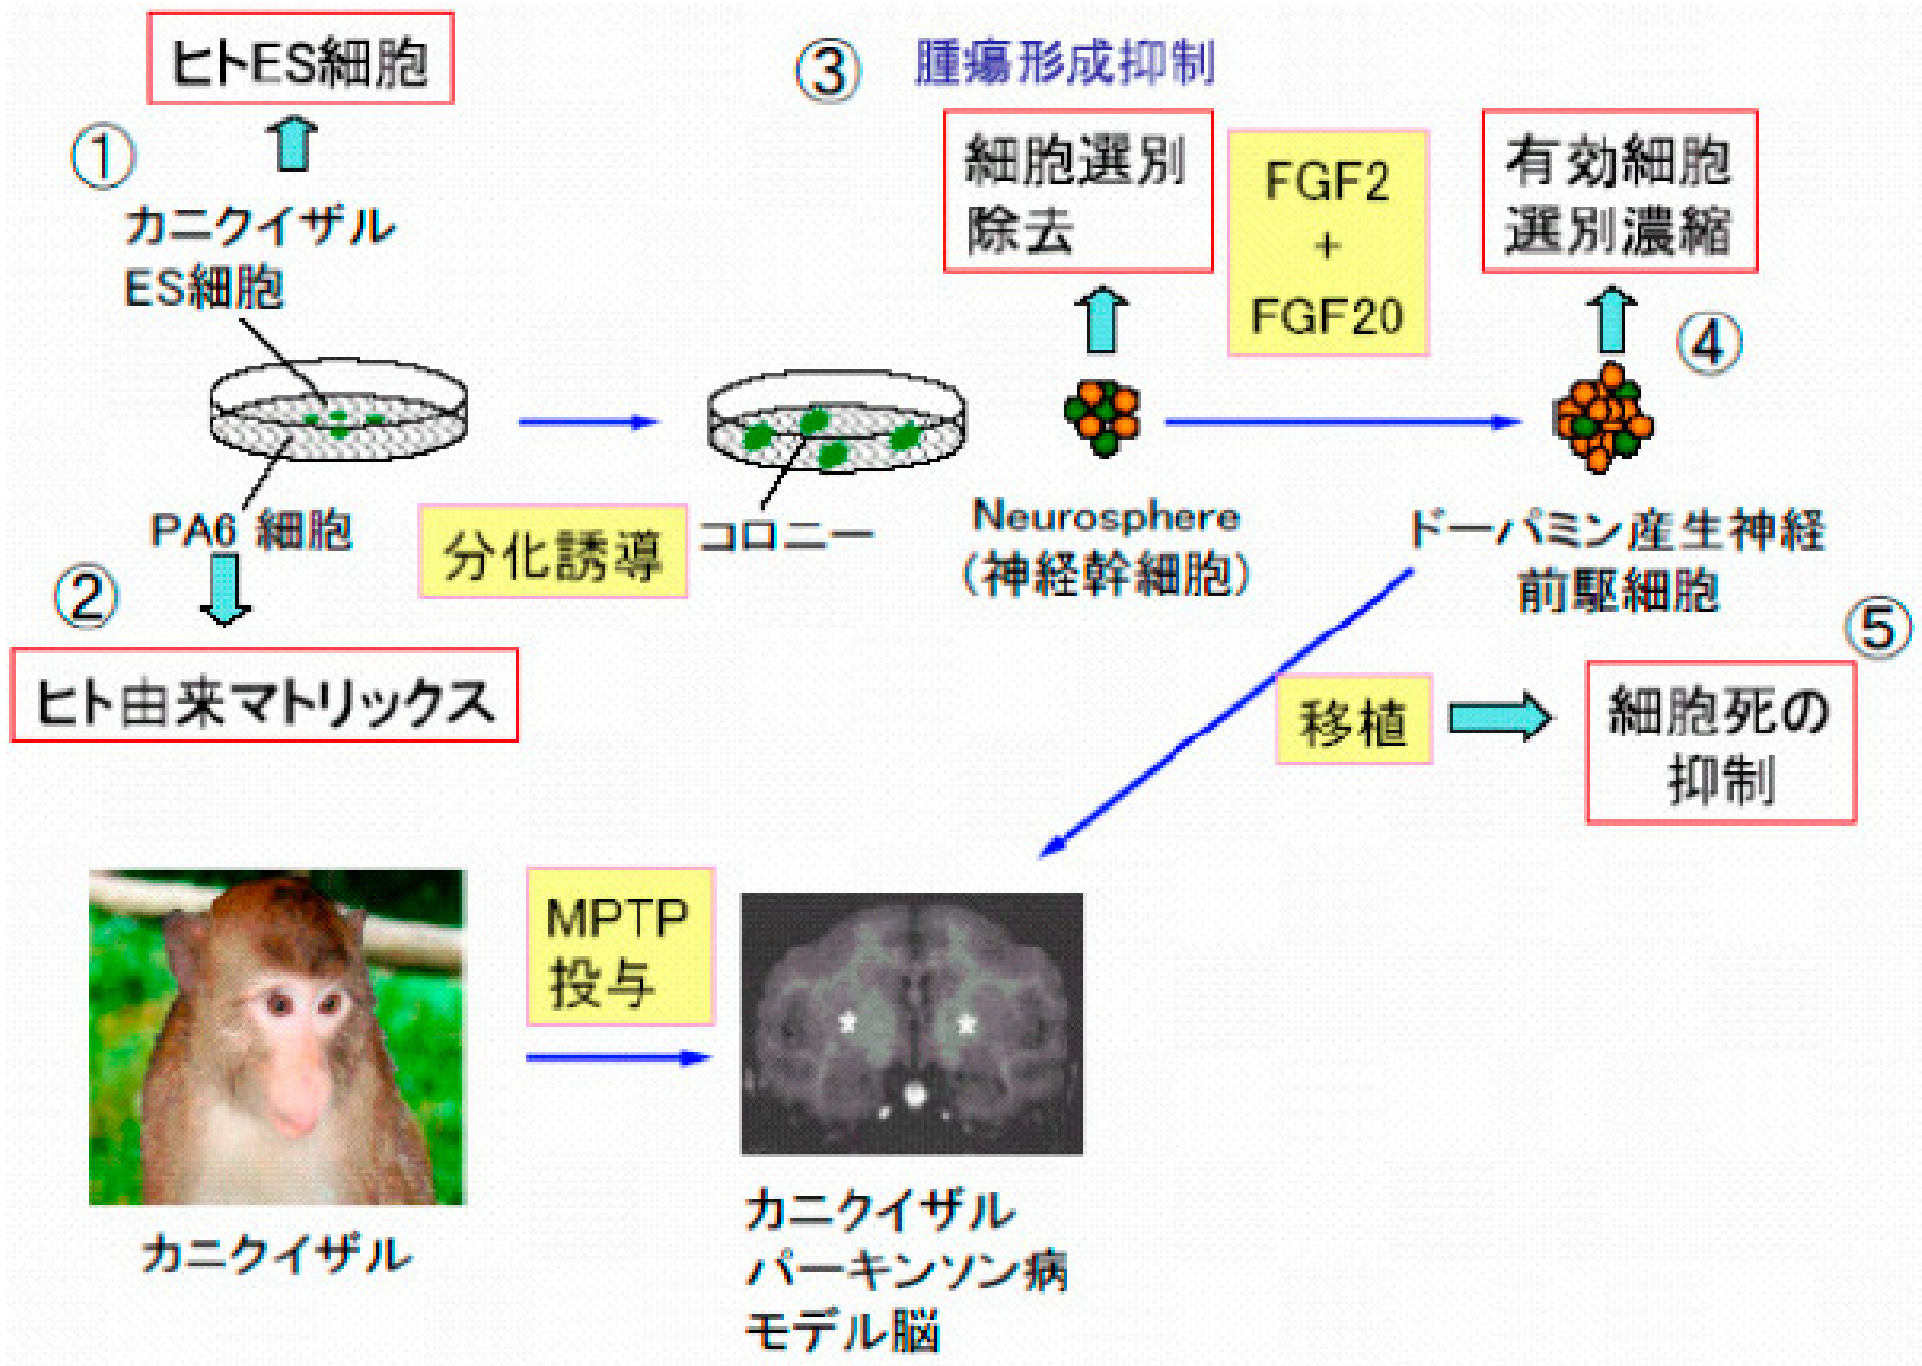 ヒトES細胞
①
カニクイザル
ES細胞
PA6 細胞
②
ヒト由来マトリックス
分化誘導
コロニー
③ 腫瘍形成抑制
細胞選別
除去
FGF2
+
FGF20
有効細胞
選別濃縮
④
Neurosphere
(神経幹細胞)
ドーパミン産生神経
前駆細胞
⑤
移植
細胞死の
抑制
MPTP
投与
カニクイザル
カニクイザル
パーキンソン病
モデル脳